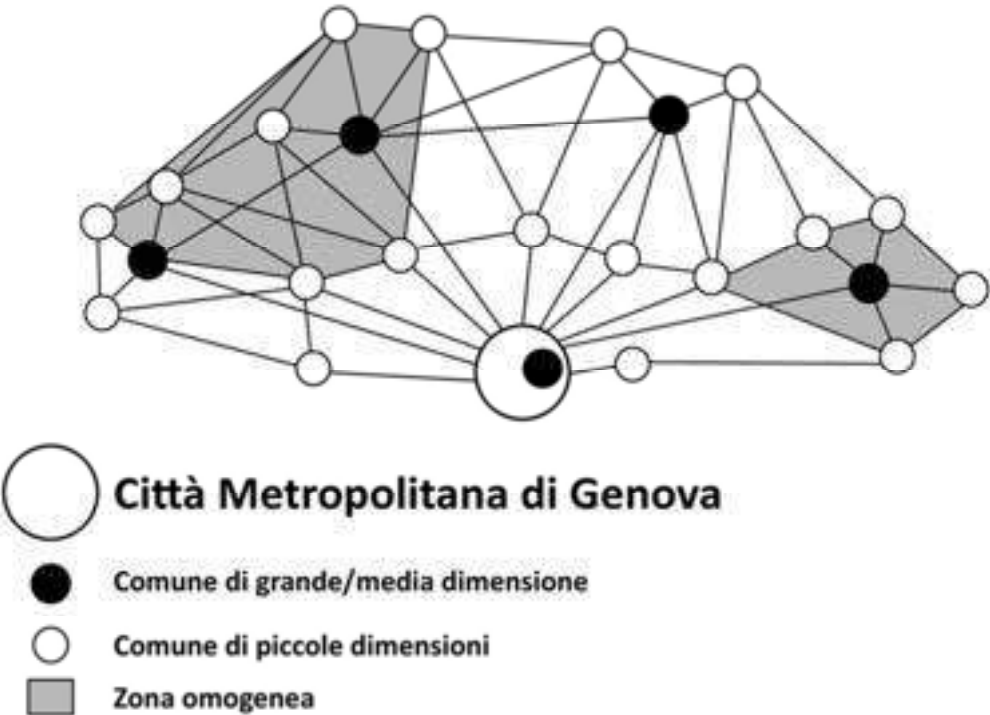 Città Metropolitana di Genova
Comune di grande/media dimensione
Comune di piccole dimensioni
Zona omogenea